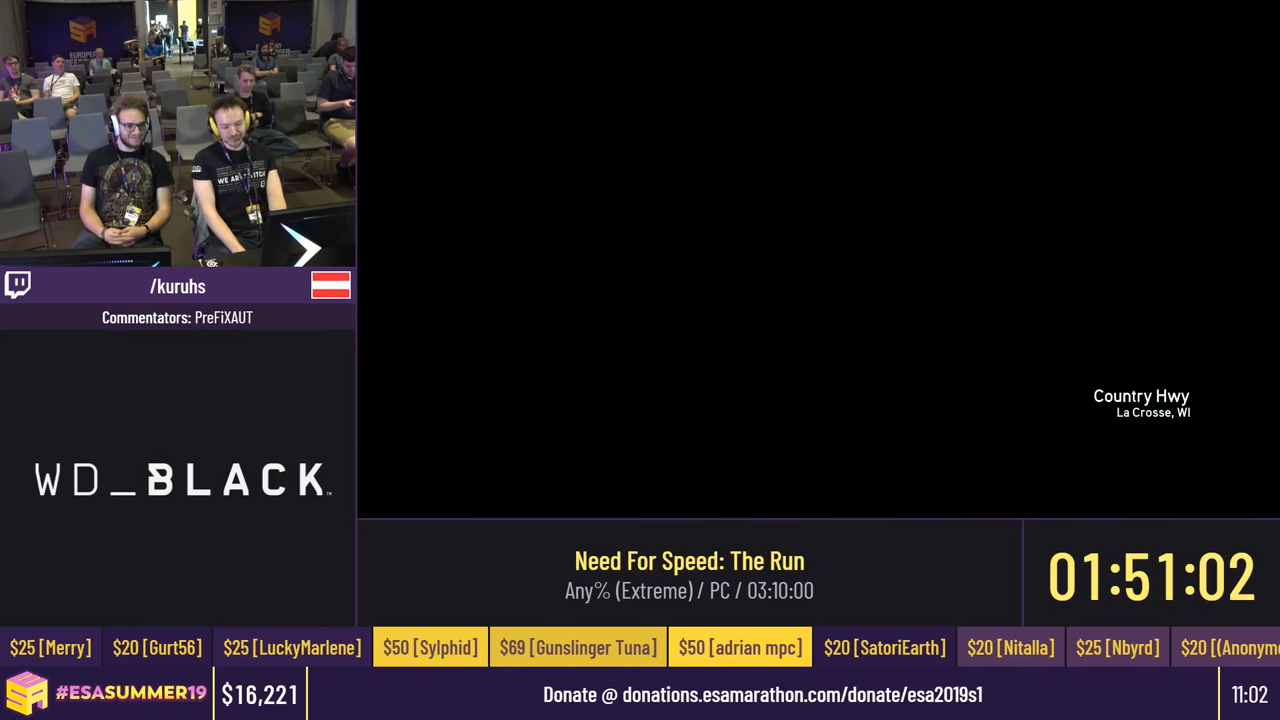 /kuruhs
Commentators: PreFiXAUT
WD_BLACK
Country Hwy
La Crosse, WI
Need For Speed: The Run
Any% (Extreme) / PC / 03:10:00
01:51:02
$25 [Merry] $20 [Gurt56] $25 [LuckyMarlene] $50 [Sylphid] $69 [Gunslinger Tuna] $50 [adrian mpc] $20 [SatoriEarth] $20 [Nitalla] $25 [Nbyrd] $20 [(Anonym
#ESASUMMER19 $16,221 Donate @ donations.esamarathon.com/donate/esa2019s1 11:02